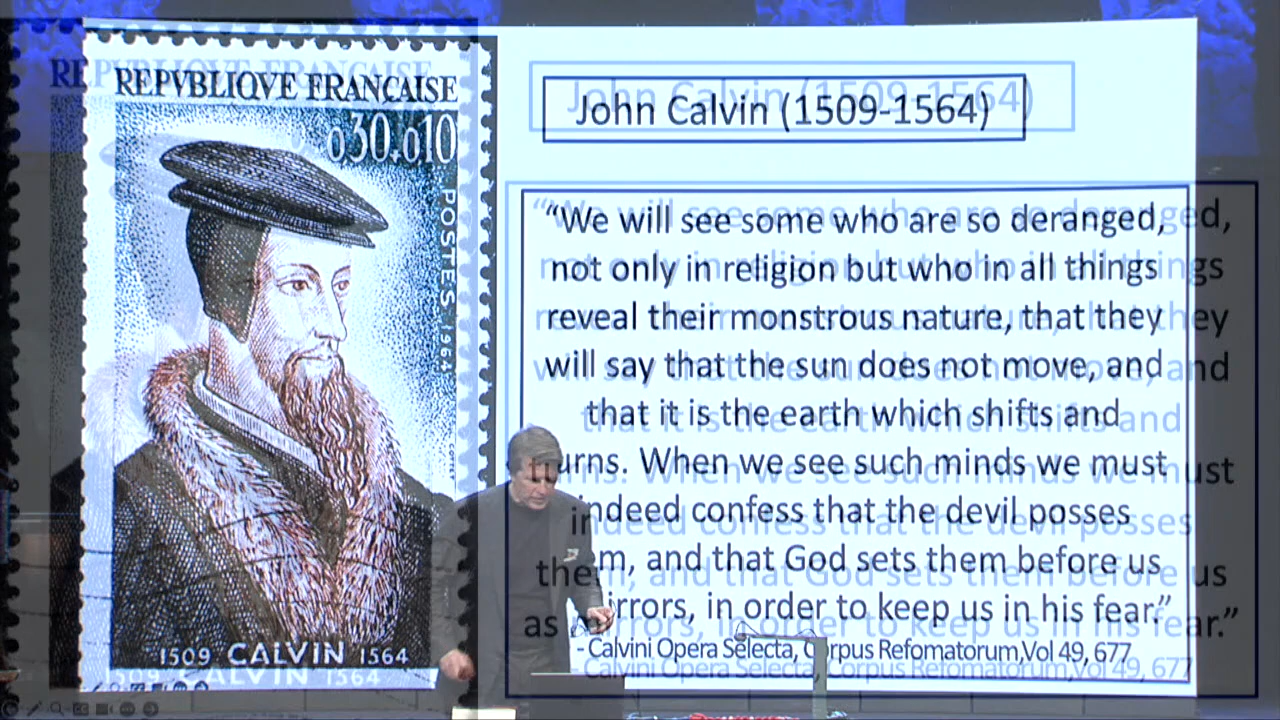 REPVBLIQVE FRANÇAISE
0,30+0,10
POSTES 1964
1509 CALVIN 1564
John Calvin (1509-1564)
“We will see some who are so deranged,
not only in religion but who in all things
reveal their monstrous nature, that they
will say that the sun does not move, and
that it is the earth which shifts and
urns. When we see such minds we must
indeed confess that the devil posses
them, and that God sets them before us
as mirrors, in order to keep us in his fear.”
- Calvini Opera Selecta, Corpus Refomatorum,Vol 49, 677